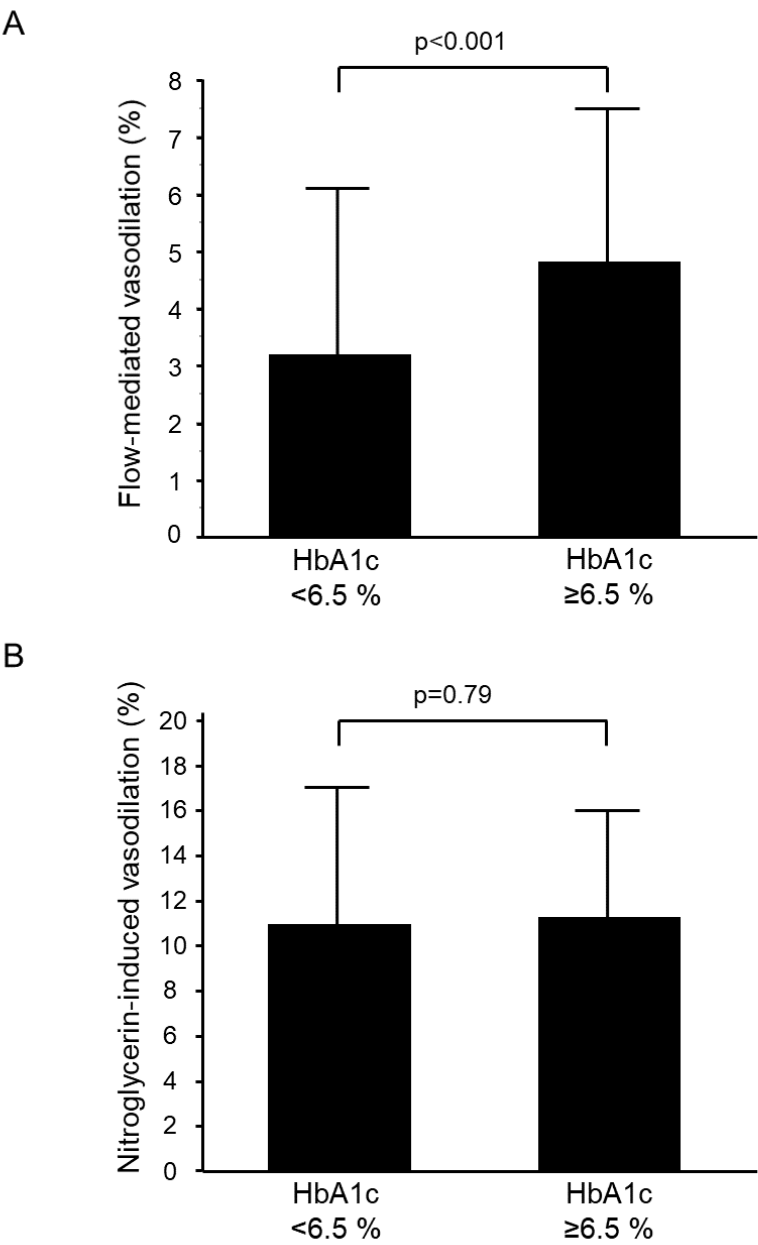 A
p<0.001
Flow-mediated vasodilation (%)
8
7
6
5
4
3
2
1
0
HbA1c
<6.5 %
HbA1c
≥6.5 %
B
p=0.79
Nitroglycerin-induced vasodilation (%)
20
18
16
14
12
10
8
6
4
2
0
HbA1c
<6.5 %
HbA1c
≥6.5 %